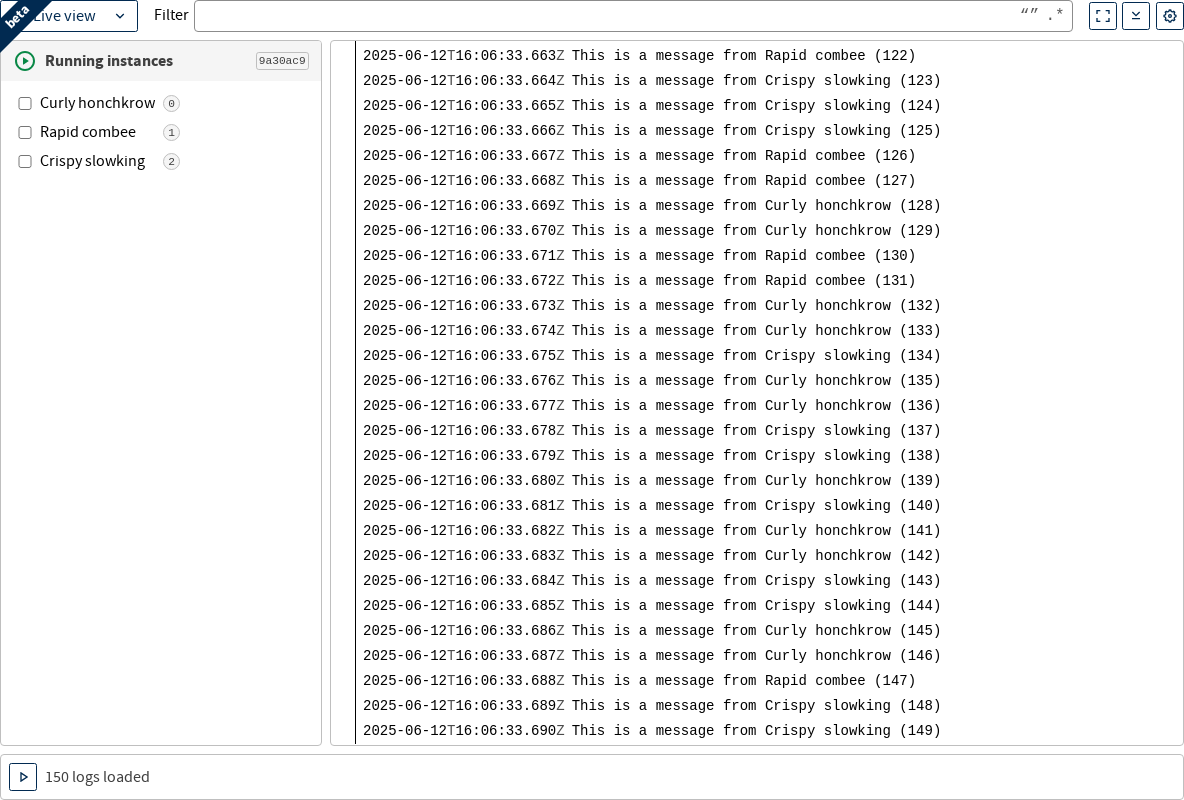 beta
Live view
Filter
“” .*
Running instances
9a30ac9
Curly honchkrow 0
Rapid combee 1
Crispy slowking 2
2025-06-12T16:06:33.663Z This is a message from Rapid combee (122)
2025-06-12T16:06:33.664Z This is a message from Crispy slowking (123)
2025-06-12T16:06:33.665Z This is a message from Crispy slowking (124)
2025-06-12T16:06:33.666Z This is a message from Crispy slowking (125)
2025-06-12T16:06:33.667Z This is a message from Rapid combee (126)
2025-06-12T16:06:33.668Z This is a message from Rapid combee (127)
2025-06-12T16:06:33.669Z This is a message from Curly honchkrow (128)
2025-06-12T16:06:33.670Z This is a message from Curly honchkrow (129)
2025-06-12T16:06:33.671Z This is a message from Rapid combee (130)
2025-06-12T16:06:33.672Z This is a message from Rapid combee (131)
2025-06-12T16:06:33.673Z This is a message from Curly honchkrow (132)
2025-06-12T16:06:33.674Z This is a message from Curly honchkrow (133)
2025-06-12T16:06:33.675Z This is a message from Crispy slowking (134)
2025-06-12T16:06:33.676Z This is a message from Curly honchkrow (135)
2025-06-12T16:06:33.677Z This is a message from Curly honchkrow (136)
2025-06-12T16:06:33.678Z This is a message from Crispy slowking (137)
2025-06-12T16:06:33.679Z This is a message from Crispy slowking (138)
2025-06-12T16:06:33.680Z This is a message from Curly honchkrow (139)
2025-06-12T16:06:33.681Z This is a message from Crispy slowking (140)
2025-06-12T16:06:33.682Z This is a message from Curly honchkrow (141)
2025-06-12T16:06:33.683Z This is a message from Curly honchkrow (142)
2025-06-12T16:06:33.684Z This is a message from Crispy slowking (143)
2025-06-12T16:06:33.685Z This is a message from Crispy slowking (144)
2025-06-12T16:06:33.686Z This is a message from Curly honchkrow (145)
2025-06-12T16:06:33.687Z This is a message from Curly honchkrow (146)
2025-06-12T16:06:33.688Z This is a message from Rapid combee (147)
2025-06-12T16:06:33.689Z This is a message from Crispy slowking (148)
2025-06-12T16:06:33.690Z This is a message from Crispy slowking (149)
150 logs loaded